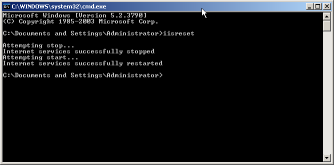 C:\WINDOWS\system32\cmd.exe
Microsoft Windows [Version 5.2.3790]
(C) Copyright 1985-2003 Microsoft Corp.
C:\Documents and Settings\Administrator>iisreset
Attempting stop...
Internet services successfully stopped
Attempting start...
Internet services successfully restarted
C:\Documents and Settings\Administrator>